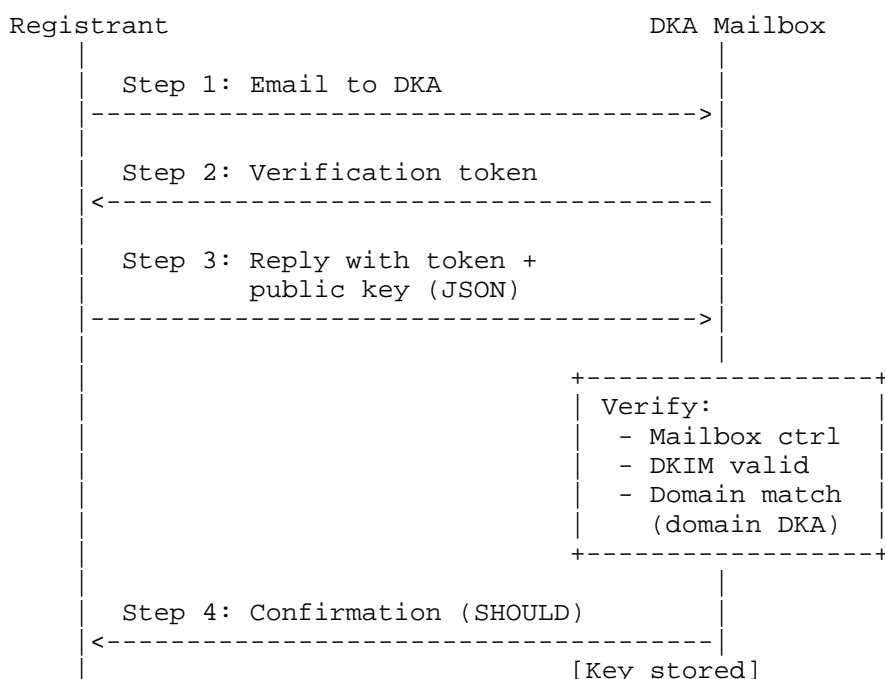 Registrant DKA Mailbox
Step 1: Email to DKA
Step 2: Verification token
Step 3: Reply with token +
public key (JSON)
Verify:
- Mailbox ctrl
- DKIM valid
- Domain match
(domain DKA)
Step 4: Confirmation (SHOULD)
[Key stored]